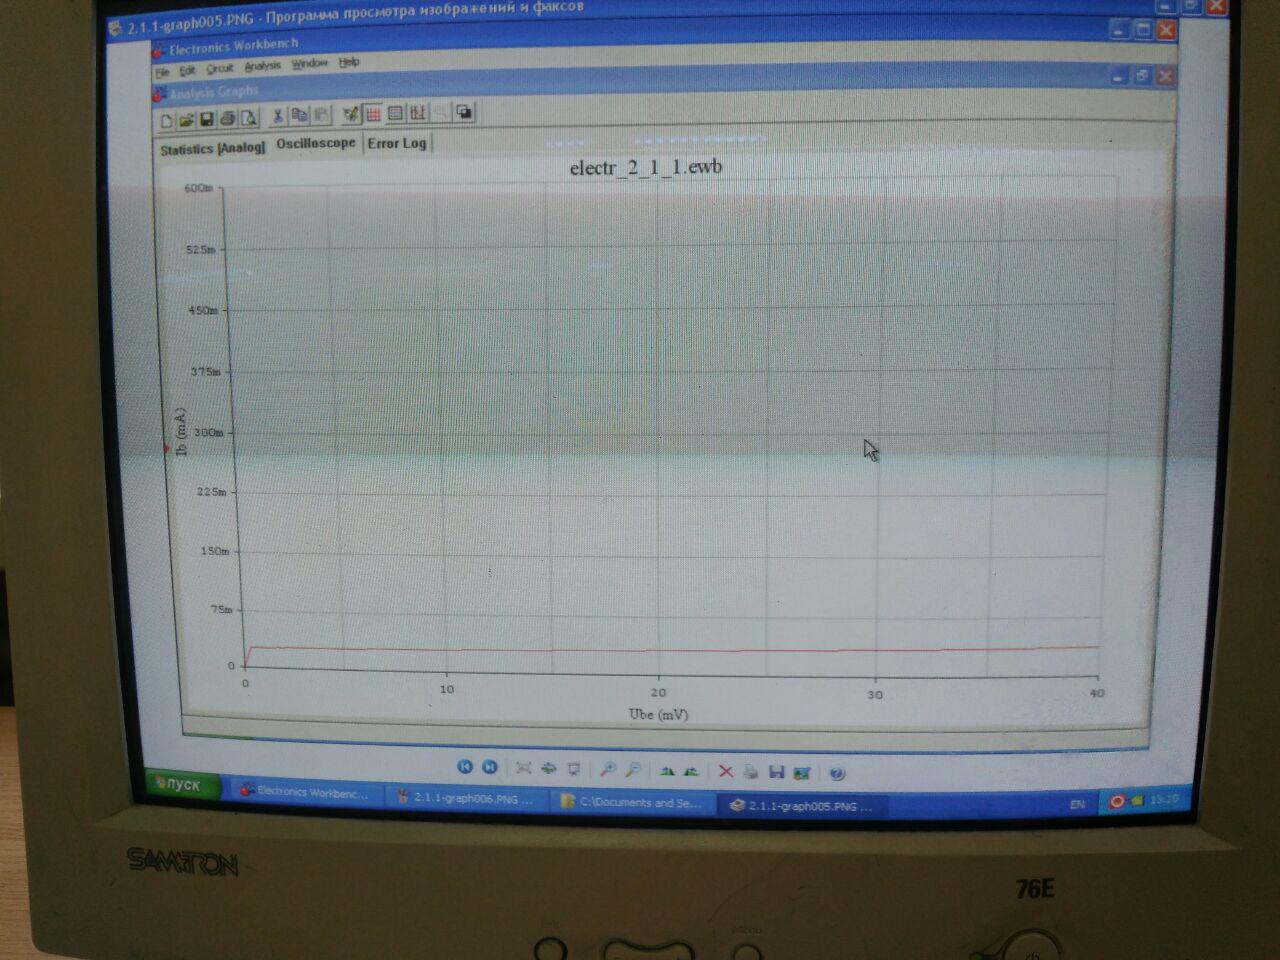 2.1.1-graph005.PNG - Программа просмотра изображений и факсов
Electronics Workbench
File Edit Circuit Analysis Window Help
Analysis Graphs
Statistics [Analog] Oscilloscope Error Log
electr_2_1_1.ewb
600m
525m
450m
375m
Ib (mA)
300m
225m
150m
75m
0
0 10 20 30 40
Ube (mV)
пуск Electronics Workbenc... 2.1.1-graph006.PNG ... C:\Documents and Se... 2.1.1-graph005.PNG ... EN
SAMTRON
76E